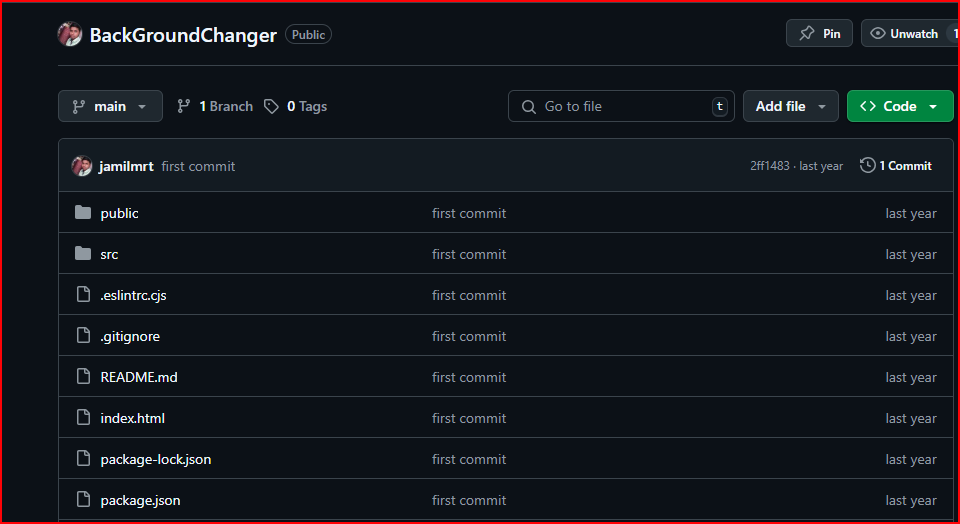 BackGroundChanger Public Pin Unwatch 1
main 1 Branch 0 Tags Go to file t Add file Code
jamilmrt first commit 2ff1483 · last year 1 Commit
public first commit last year
src first commit last year
.eslintrc.cjs first commit last year
.gitignore first commit last year
README.md first commit last year
index.html first commit last year
package-lock.json first commit last year
package.json first commit last year